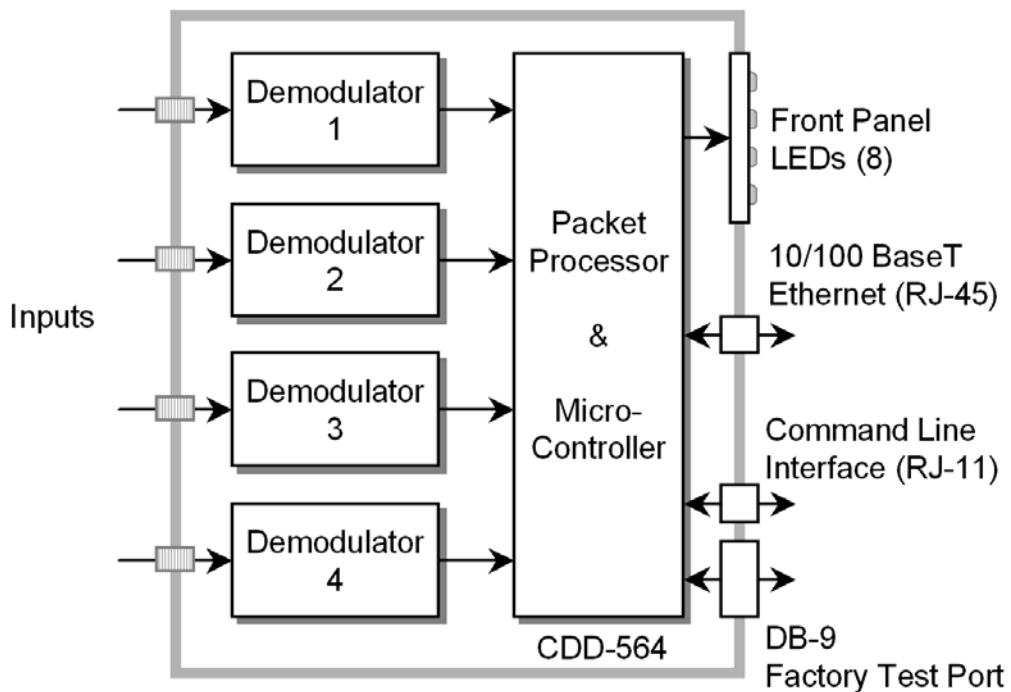 Inputs
Demodulator
1
Demodulator
2
Demodulator
3
Demodulator
4
Packet
Processor
&
Micro-
Controller
CDD-564
Front Panel
LEDs (8)
10/100 BaseT
Ethernet (RJ-45)
Command Line
Interface (RJ-11)
DB-9
Factory Test Port